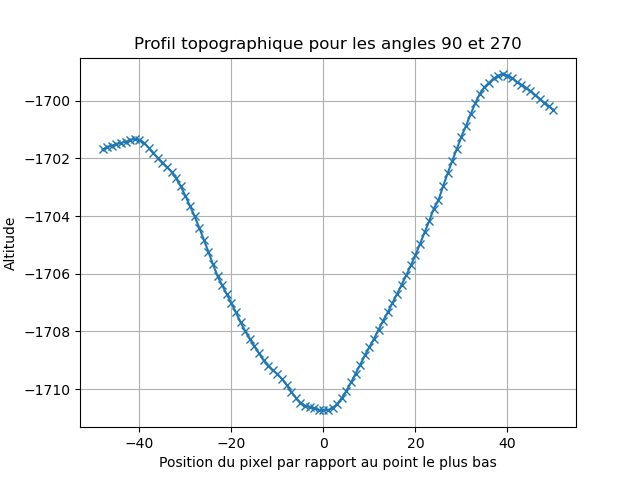 Profil topographique pour les angles 90 et 270
Altitude
−1700
−1702
−1704
−1706
−1708
−1710
−40 −20 0 20 40
Position du pixel par rapport au point le plus bas